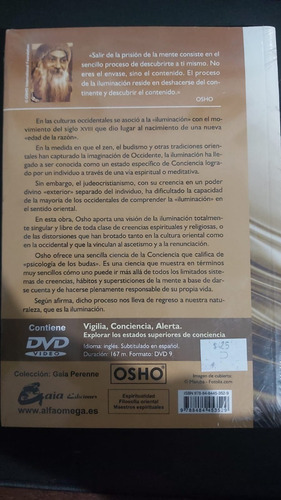 «Salir de la prisión de la mente consiste en el
sencillo proceso de descubrirte a ti mismo. No
eres el envase, sino el contenido. El proceso
de la iluminación reside en deshacerse del con-
tinente y descubrir el contenido.»
OSHO
En las culturas occidentales se asoció a la «iluminación» con el mo-
vimiento del siglo XVIII que dio lugar al nacimiento de una nueva
«edad de la razón».
En la medida en que el zen, el budismo y otras tradiciones orien-
tales han capturado la imaginación de Occidente, la iluminación ha
llegado a ser conocida como un estado específico de Conciencia logra-
do por un individuo a través de una vía espiritual o meditativa.
Sin embargo, el judeocristianismo, con su creencia en un poder
divino «exterior» separado del individuo, ha dificultado la capacidad
de la mayoría de los occidentales de comprender la «iluminación» en
el sentido oriental.
En esta obra, Osho aporta una visión de la iluminación totalmente
singular y libre de toda clase de creencias espirituales y religiosas, o
de las distorsiones que han brotado tanto en la cultura oriental como
en la occidental y que la vinculan al ascetismo y a la renunciación.
Osho ofrece una sencilla ciencia de la Conciencia que califica de
«psicología de los budas». Es una ciencia que muestra en términos
muy sencillos cómo uno puede ir más allá de todos los limitados siste-
mas de creencias, hábitos y supersticiones de la mente a base de dar-
se cuenta y de hacerse plenamente responsable de su propia vida.
Según afirma, dicho proceso nos lleva de regreso a nuestra natura-
leza, que es la iluminación.
Contiene
DVD
VIDEO
Vigilia, Conciencia, Alerta.
Explorar los estados superiores de conciencia
Idioma: inglés. Subtitulado en español.
Duración: 167 m. Formato: DVD 9
Colección: Gaia Perenne
Gaia Ediciones
www.alfaomega.es
OSHO
Espiritualidad
Filosofía oriental
Maestros espirituales
Imagen de cubierta: